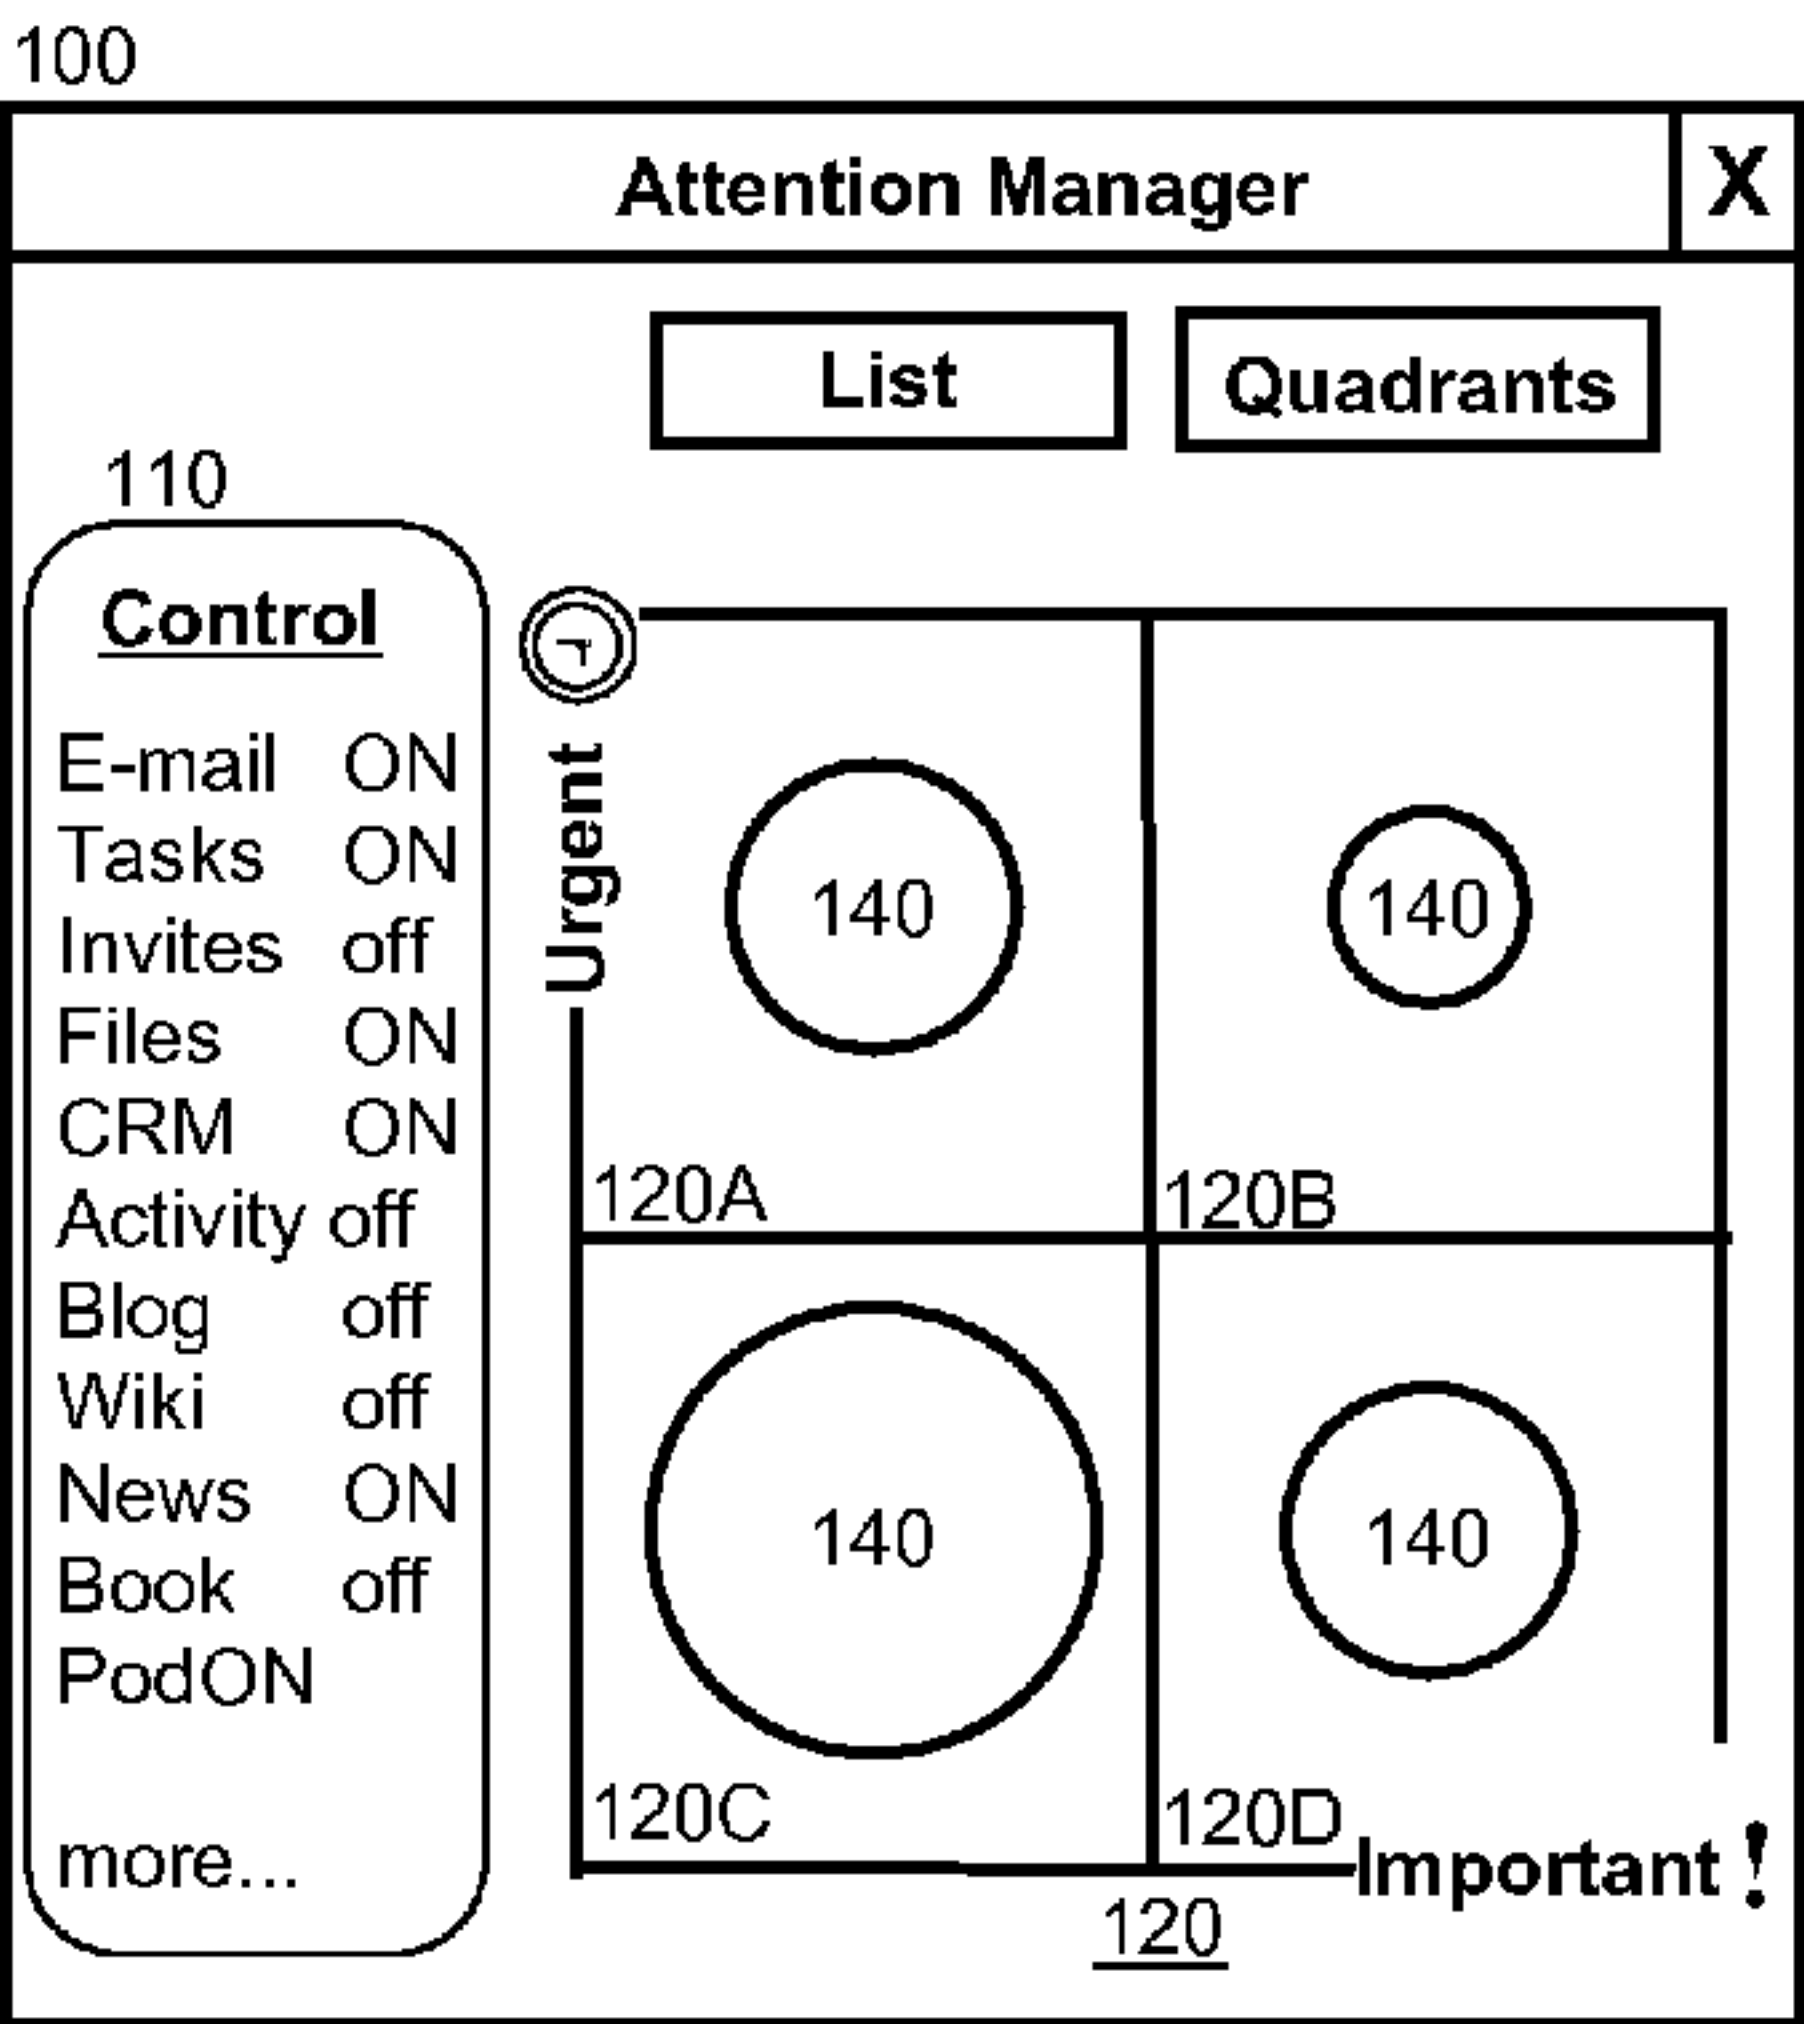 100
Attention Manager X
List Quadrants
110
Control
E-mail ON
Tasks ON
Invites off
Files ON
CRM ON
Activity off
Blog off
Wiki off
News ON
Book off
PodON
more...
Urgent
140 140
120A 120B
140 140
120C 120D
Important !
120